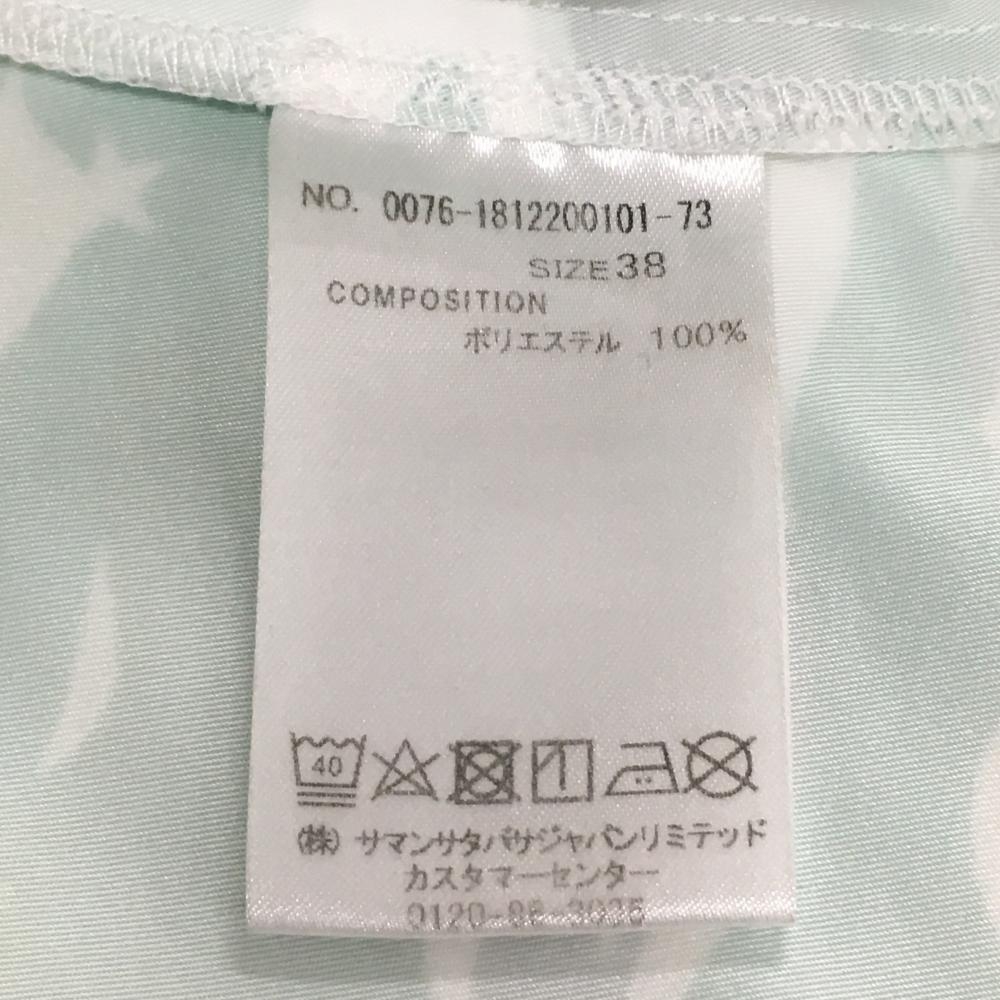 NO. 0076-1812200101-73
SIZE 38
COMPOSITION
ポリエステル 100%
40
(株) サマンサタバサジャパンリミテッド
カスタマーセンター